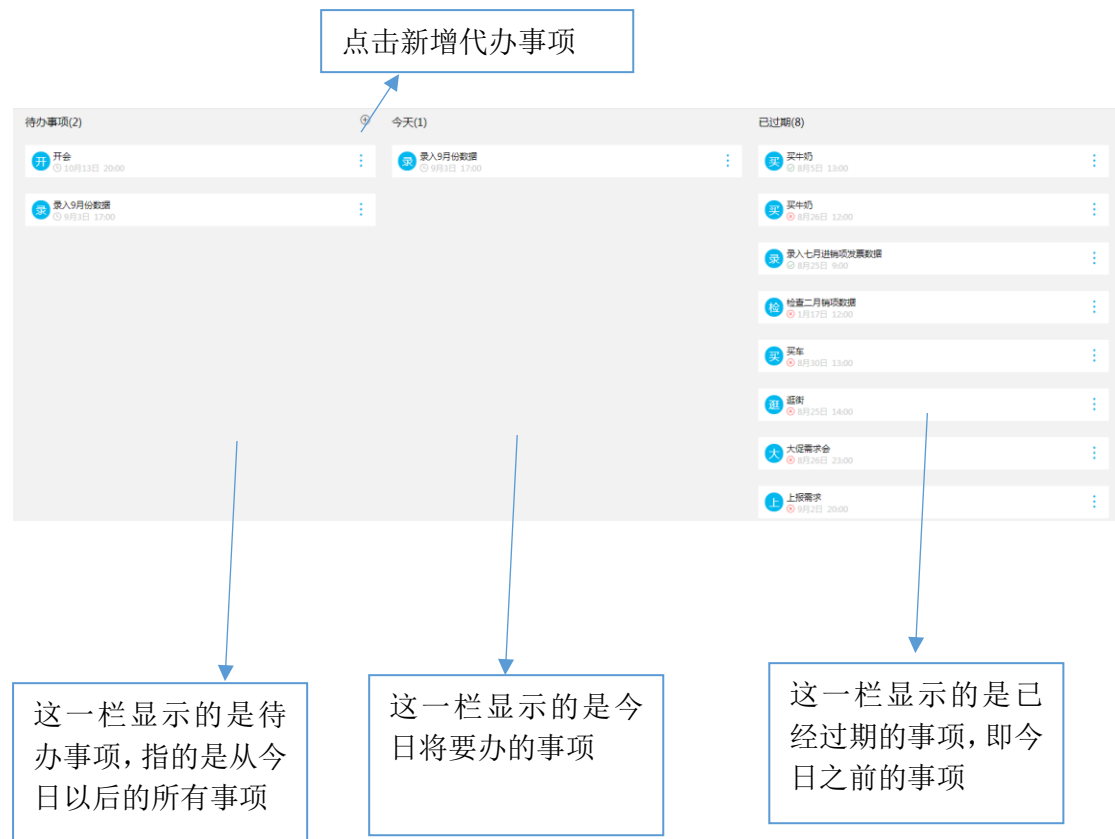 点击新增代办事项
待办事项(2)
今天(1)
已过期(8)
开 开会
10月13日 20:00
录 录入9月份数据
9月3日 17:00
录 录入9月份数据
9月3日 17:00
买 买牛奶
8月5日 13:00
买 买牛奶
8月26日 12:00
录 录入七月进销项发票数据
8月25日 9:00
检 检查二月销项数据
1月17日 12:00
买 买车
8月30日 13:00
逛 逛街
8月25日 14:00
大 大促需求会
8月26日 23:00
上 上报需求
9月2日 20:00
这一栏显示的是待
办事项,指的是从今
日以后的所有事项
这一栏显示的是今
日将要办的事项
这一栏显示的是已
经过期的事项,即今
日之前的事项